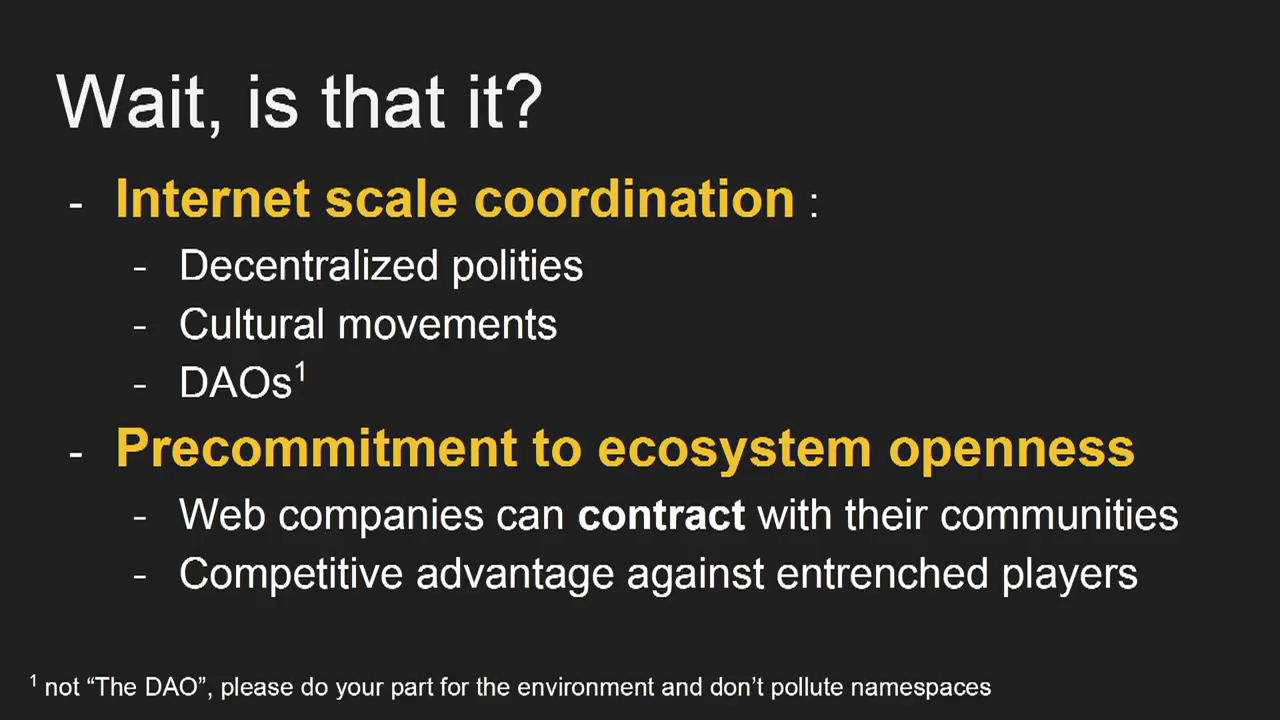 Wait, is that it?
- Internet scale coordination :
- Decentralized polities
- Cultural movements
- DAOs¹
- Precommitment to ecosystem openness
- Web companies can contract with their communities
- Competitive advantage against entrenched players
¹ not “The DAO”, please do your part for the environment and don’t pollute namespaces